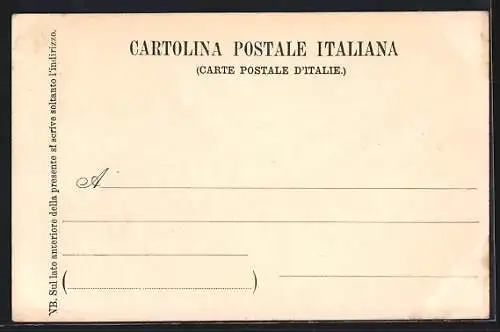 CARTOLINA POSTALE ITALIANA
(CARTE POSTALE D'ITALIE.)
A
NB. Sul lato anteriore della presente si scrive soltanto l'indirizzo.